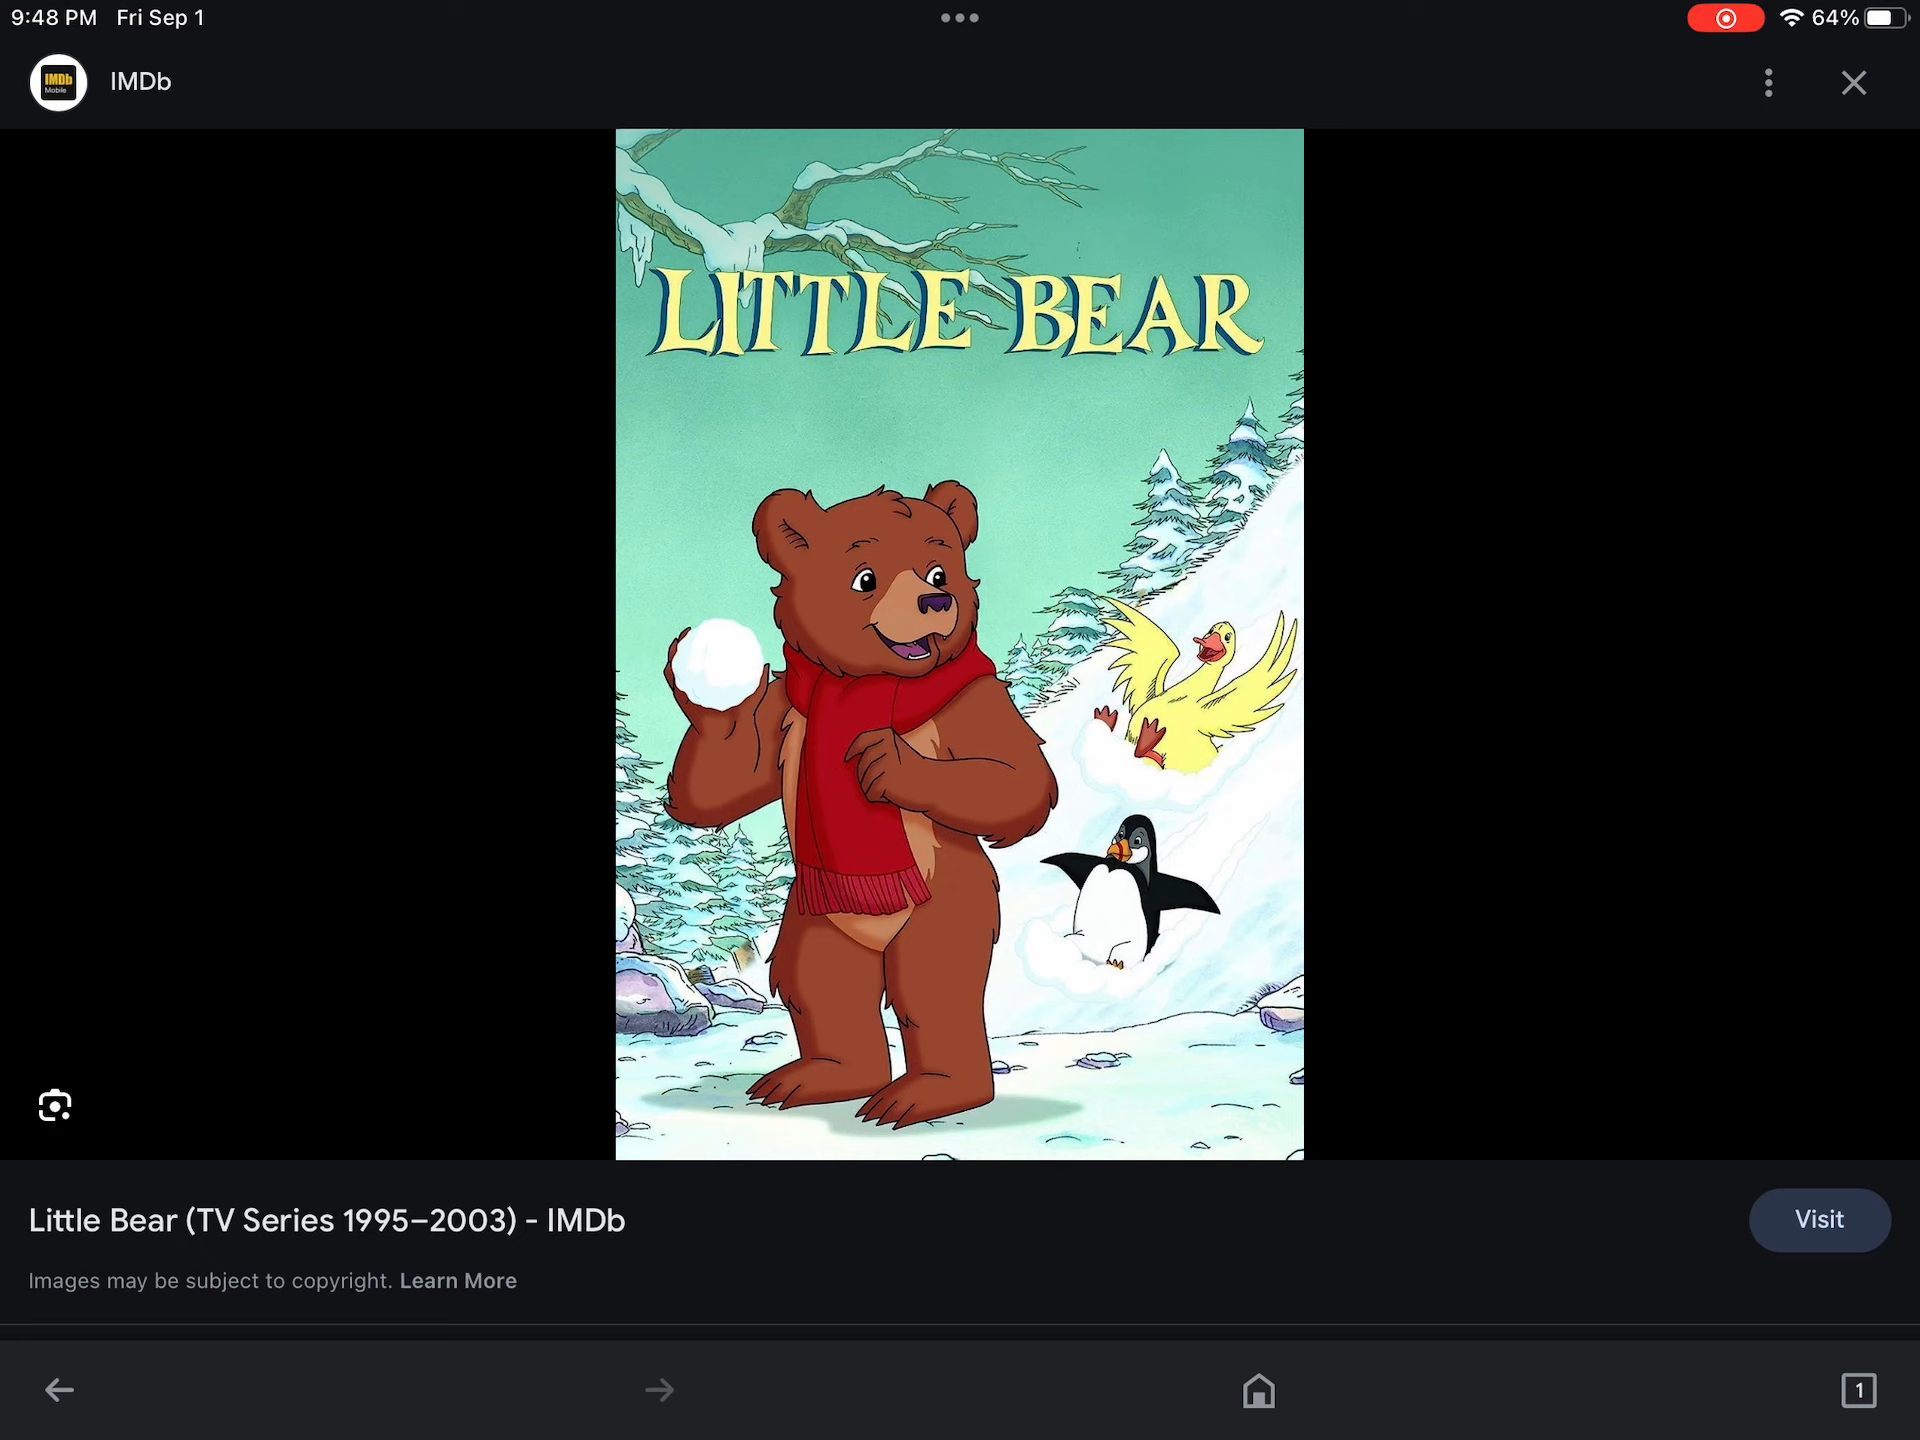 9:48 PM Fri Sep 1
64%
IMDb
Mobile
IMDb
LITTLE BEAR
Little Bear (TV Series 1995–2003) - IMDb
Visit
Images may be subject to copyright. Learn More
1